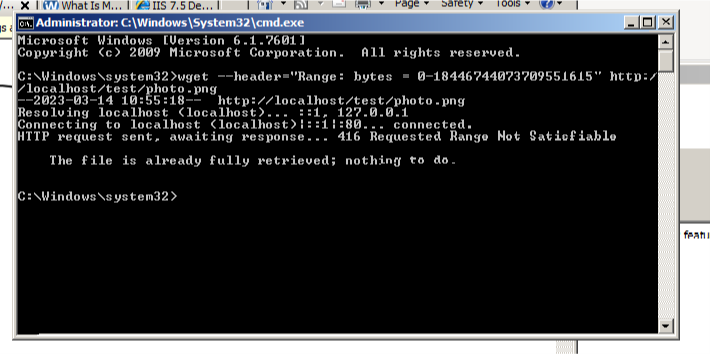 /...
What Is M...
IIS 7.5 De...
Page
Safety
Tools
Administrator: C:\Windows\System32\cmd.exe
Microsoft Windows [Version 6.1.7601]
Copyright (c) 2009 Microsoft Corporation.  All rights reserved.
C:\Windows\system32>wget --header="Range: bytes = 0-18446744073709551615" http:/
/localhost/test/photo.png
--2023-03-14 10:55:18--  http://localhost/test/photo.png
Resolving localhost (localhost)... ::1, 127.0.0.1
Connecting to localhost (localhost)|::1|:80... connected.
HTTP request sent, awaiting response... 416 Requested Range Not Satisfiable
The file is already fully retrieved; nothing to do.
C:\Windows\system32>
featu